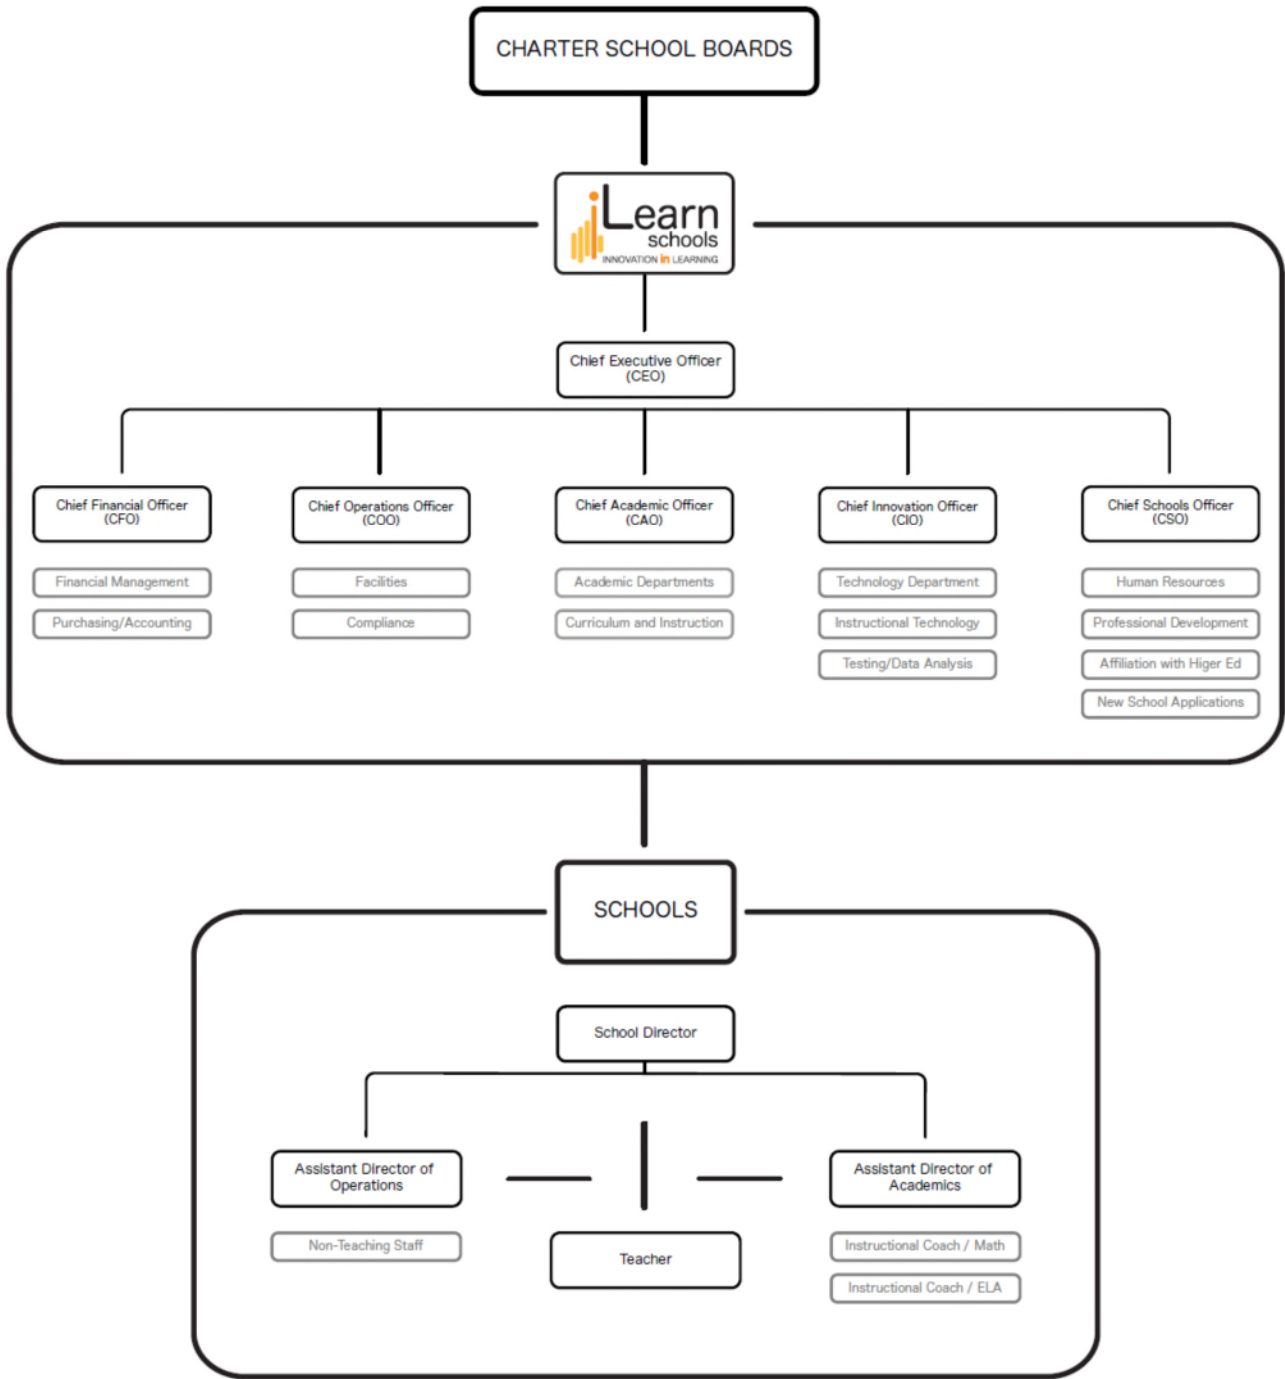 CHARTER SCHOOL BOARDS
iLearn
schools
INNOVATION in LEARNING
Chief Executive Officer
(CEO)
Chief Financial Officer
(CFO)
Financial Management
Purchasing/Accounting
Chief Operations Officer
(COO)
Facilities
Compliance
Chief Academic Officer
(CAO)
Academic Departments
Curriculum and Instruction
Chief Innovation Officer
(CIO)
Technology Department
Instructional Technology
Testing/Data Analysis
Chief Schools Officer
(CSO)
Human Resources
Professional Development
Affiliation with Higer Ed
New School Applications
SCHOOLS
School Director
Assistant Director of
Operations
Non-Teaching Staff
Teacher
Assistant Director of
Academics
Instructional Coach / Math
Instructional Coach / ELA